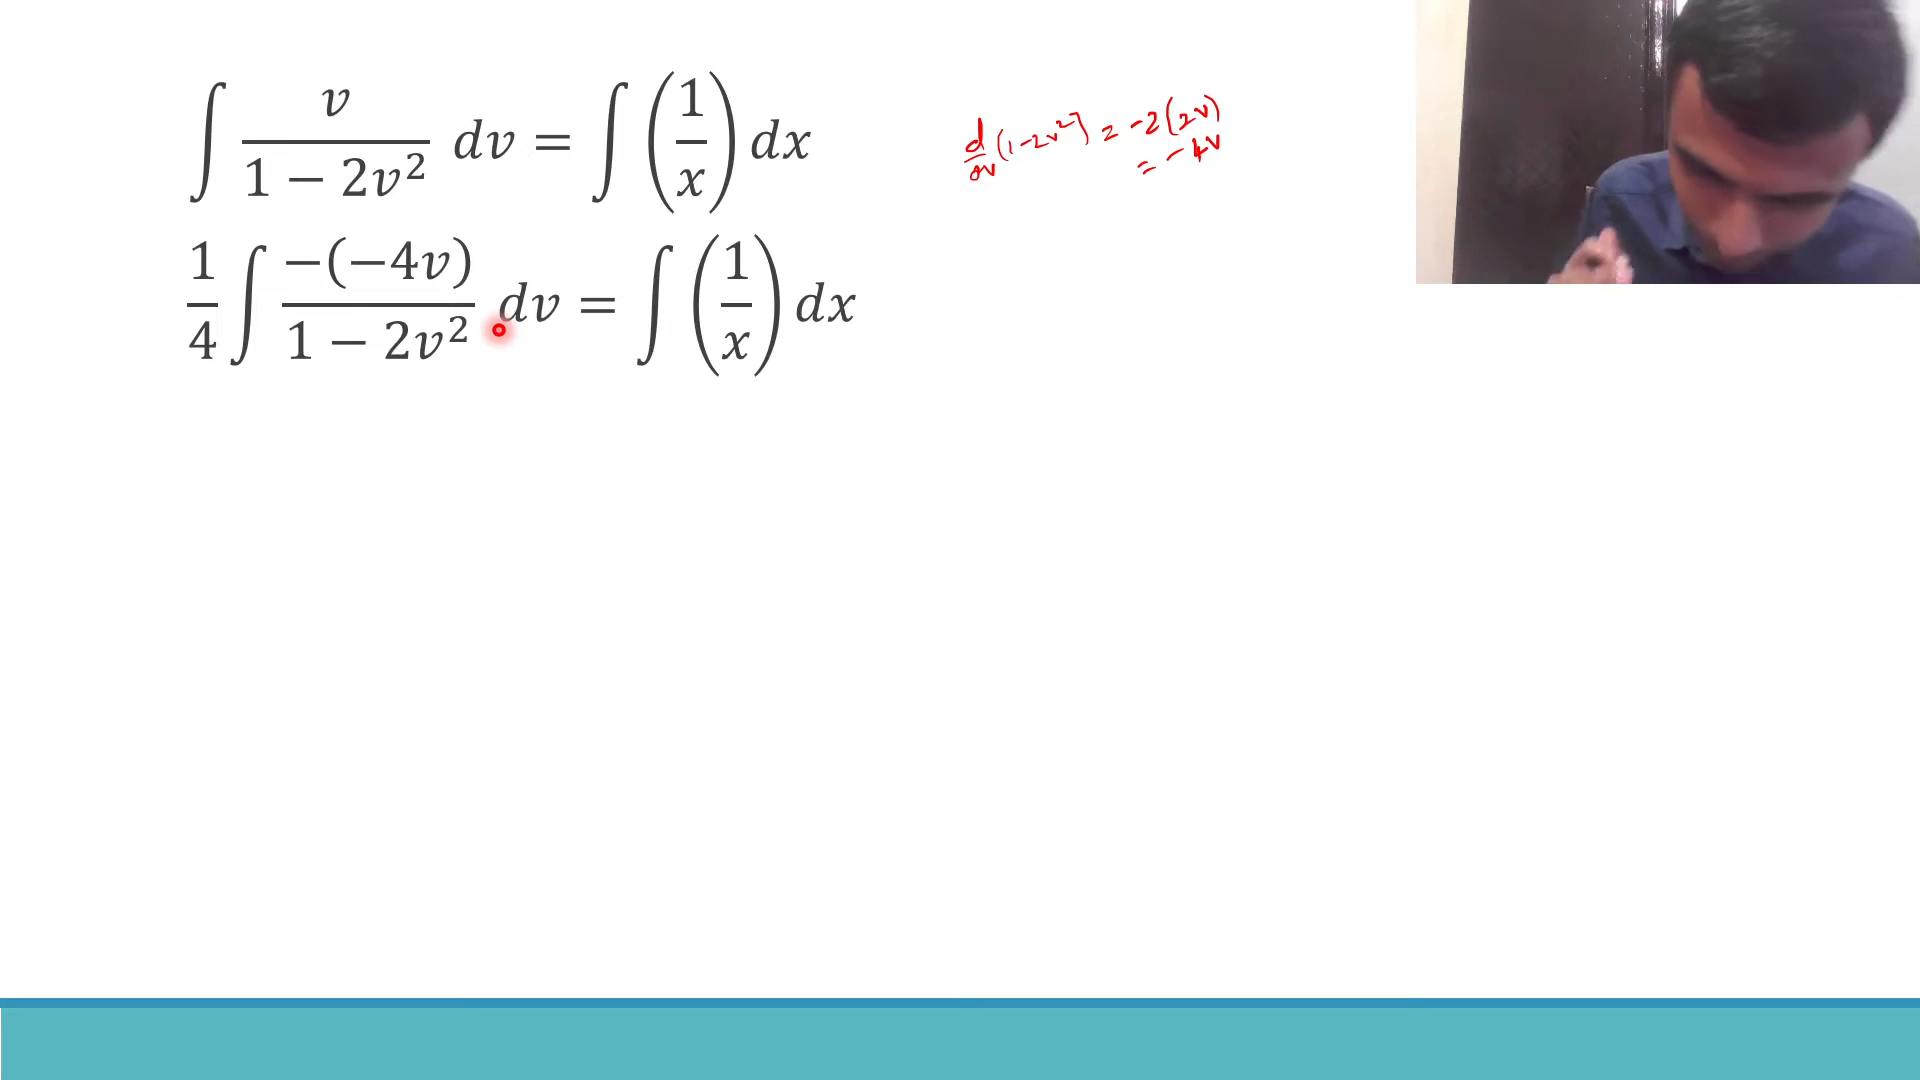 ∫ v/(1 − 2v²) dv = ∫ (1/x) dx
d/dv (1-2v²) = -2(2v)
= -4v
1/4 ∫ −(−4v)/(1 − 2v²) dv = ∫ (1/x) dx